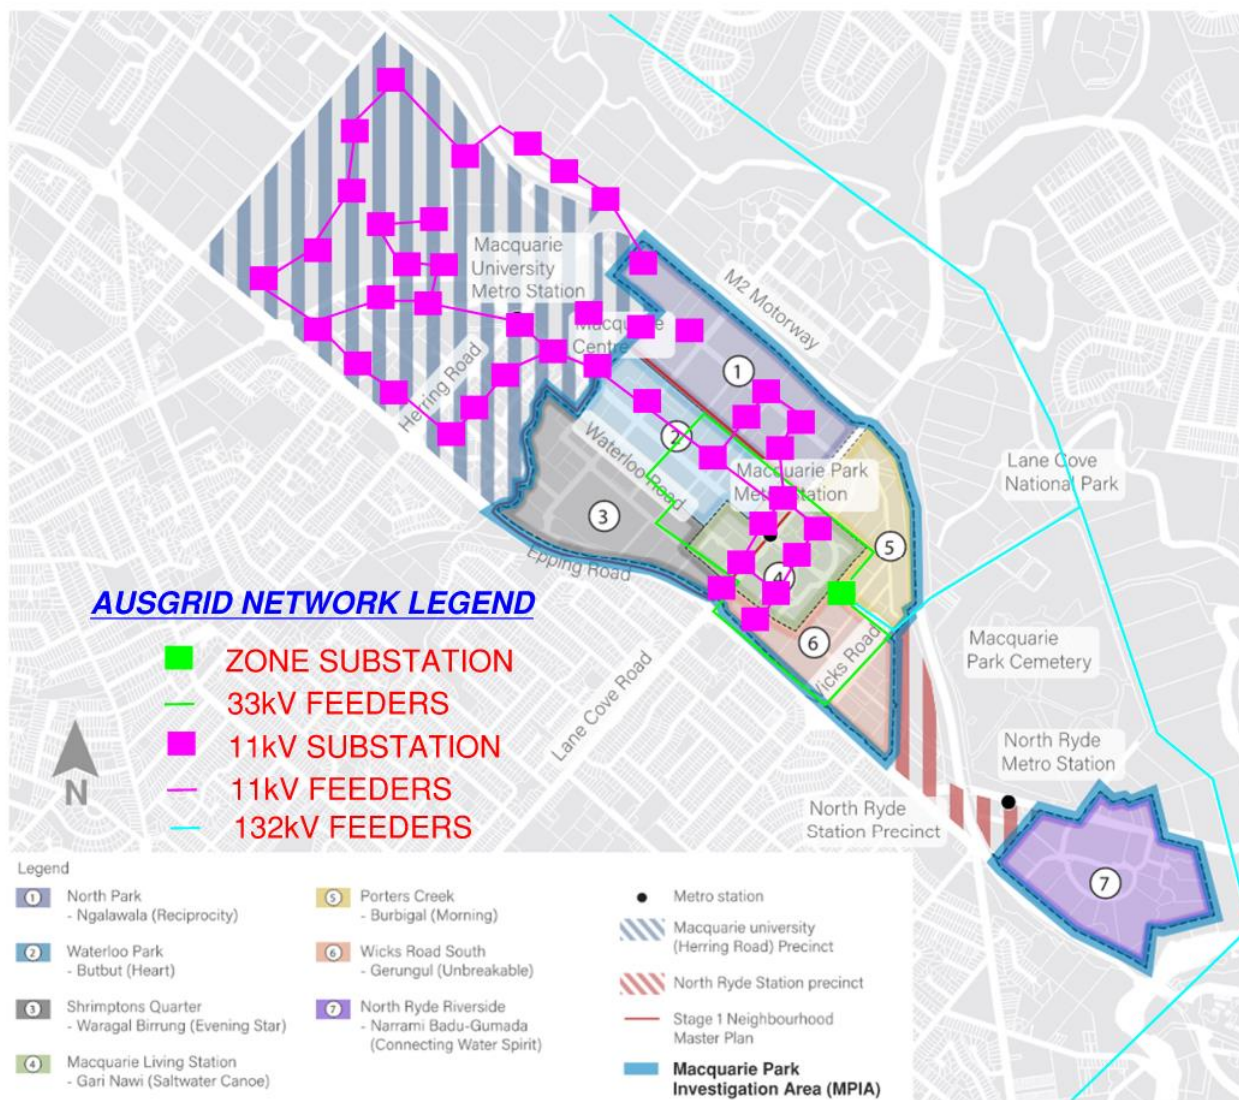 Macquarie
University
Metro Station
M2 Motorway
Macquarie
Centre
Herring Road
1
2
Waterloo Road
Macquarie Park
Metro Station
Lane Cove
National Park
3
4
5
Epping Road
AUSGRID NETWORK LEGEND
ZONE SUBSTATION
33kV FEEDERS
11kV SUBSTATION
11kV FEEDERS
132kV FEEDERS
N
6
Wicks Road
Lane Cove Road
Macquarie
Park Cemetery
North Ryde
Metro Station
North Ryde
Station Precinct
7
Legend
1 North Park
- Ngalawala (Reciprocity)
2 Waterloo Park
- Butbut (Heart)
3 Shrimptons Quarter
- Waragal Birrung (Evening Star)
4 Macquarie Living Station
- Gari Nawi (Saltwater Canoe)
5 Porters Creek
- Burbigal (Morning)
6 Wicks Road South
- Gerungul (Unbreakable)
7 North Ryde Riverside
- Narrami Badu-Gumada
(Connecting Water Spirit)
Metro station
Macquarie university
(Herring Road) Precinct
North Ryde Station precinct
Stage 1 Neighbourhood
Master Plan
Macquarie Park
Investigation Area (MPIA)